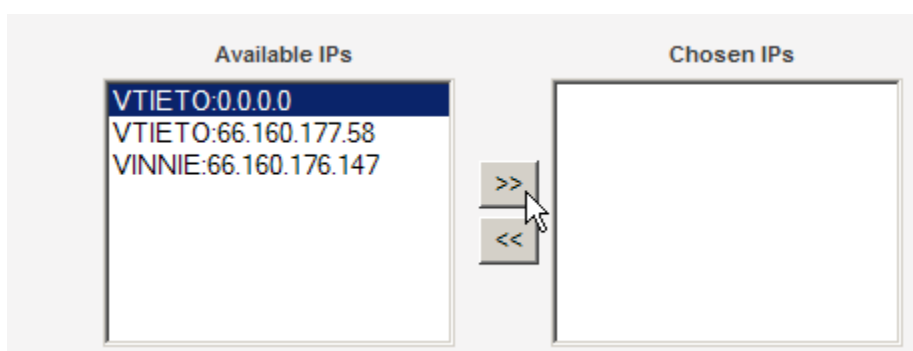 Available IPs
Chosen IPs
VTIETO:0.0.0.0
VTIETO:66.160.177.58
VINNIE:66.160.176.147
>>
<<